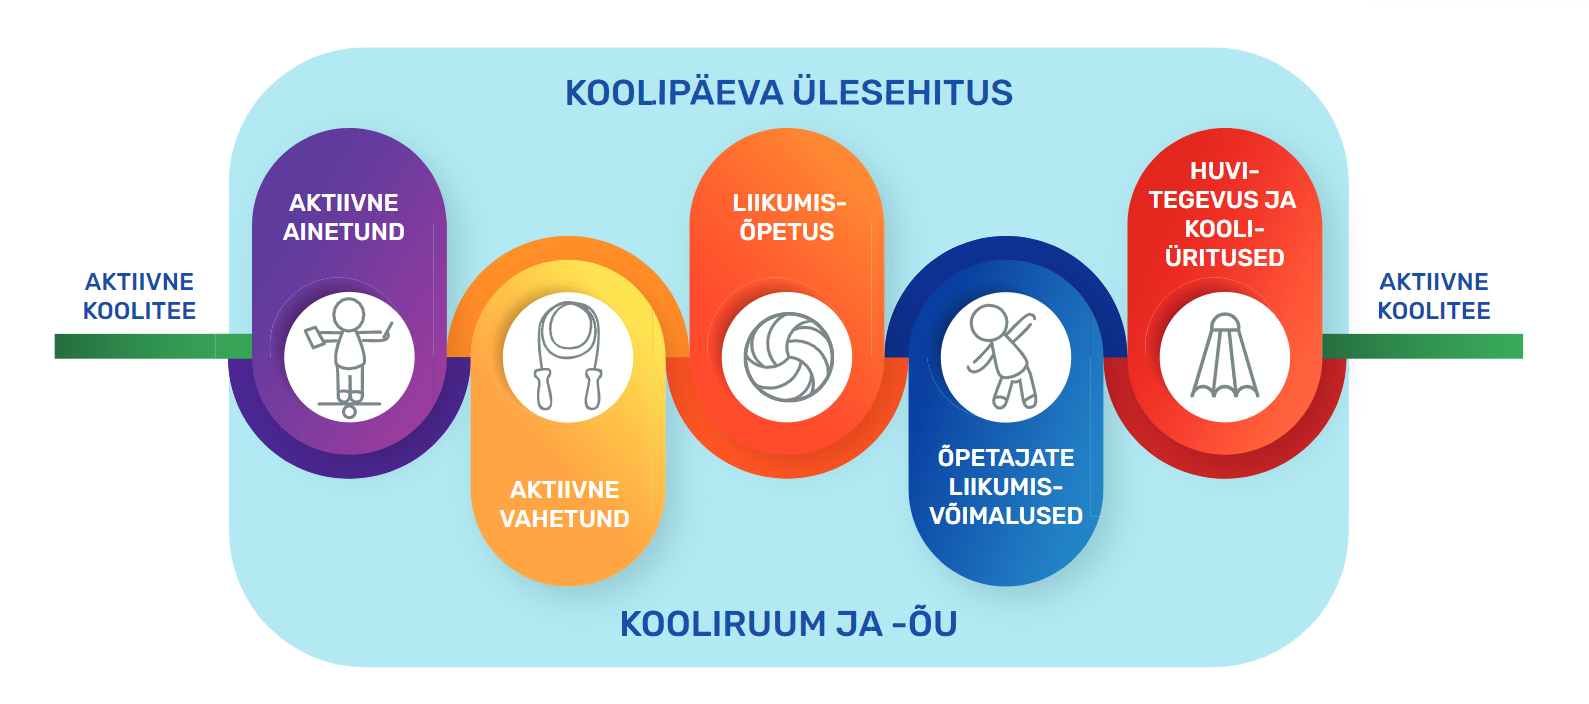 KOOLIPÄEVA ÜLESEHITUS
AKTIIVNE
KOOLITEE
AKTIIVNE
AINETUND
AKTIIVNE
VAHETUND
LIIKUMIS-
ÕPETUS
ÕPETAJATE
LIIKUMIS-
VÕIMALUSED
HUVI-
TEGEVUS JA
KOOLI-
ÜRITUSED
AKTIIVNE
KOOLITEE
KOOLIRUUM JA -ÕU